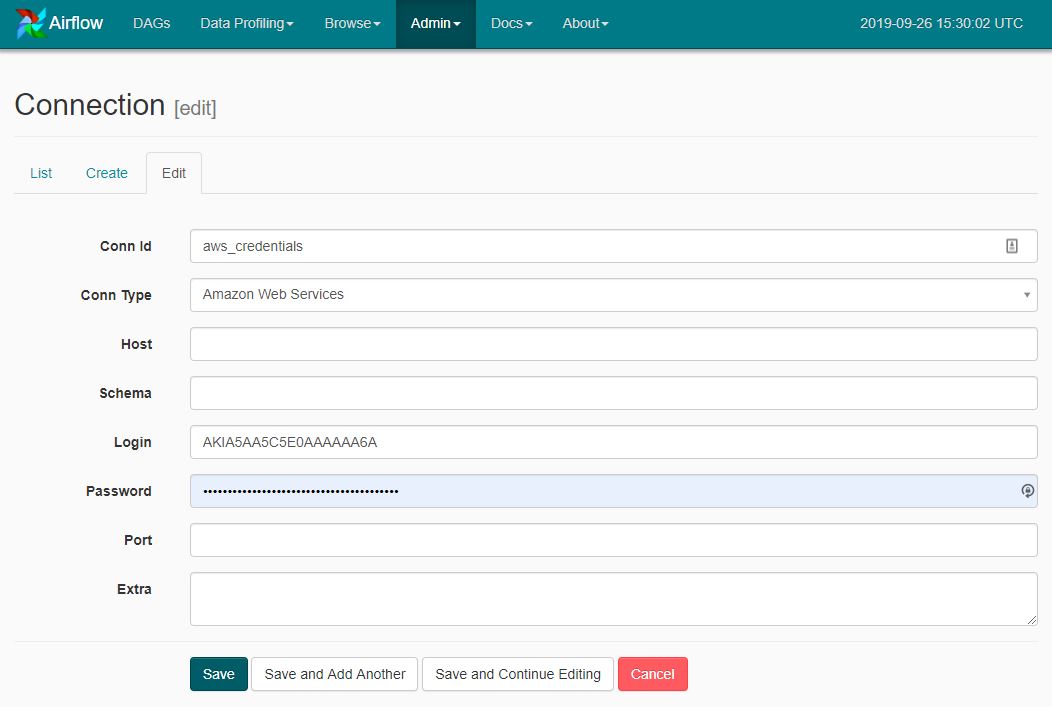 Airflow DAGs Data Profiling Browse Admin Docs About 2019-09-26 15:30:02 UTC
Connection [edit]
List Create Edit
Conn Id aws_credentials
Conn Type Amazon Web Services
Host
Schema
Login AKIA5AA5C5E0AAAAAA6A
Password ••••••••••••••••••••••••••••••••••••••••
Port
Extra
Save Save and Add Another Save and Continue Editing Cancel